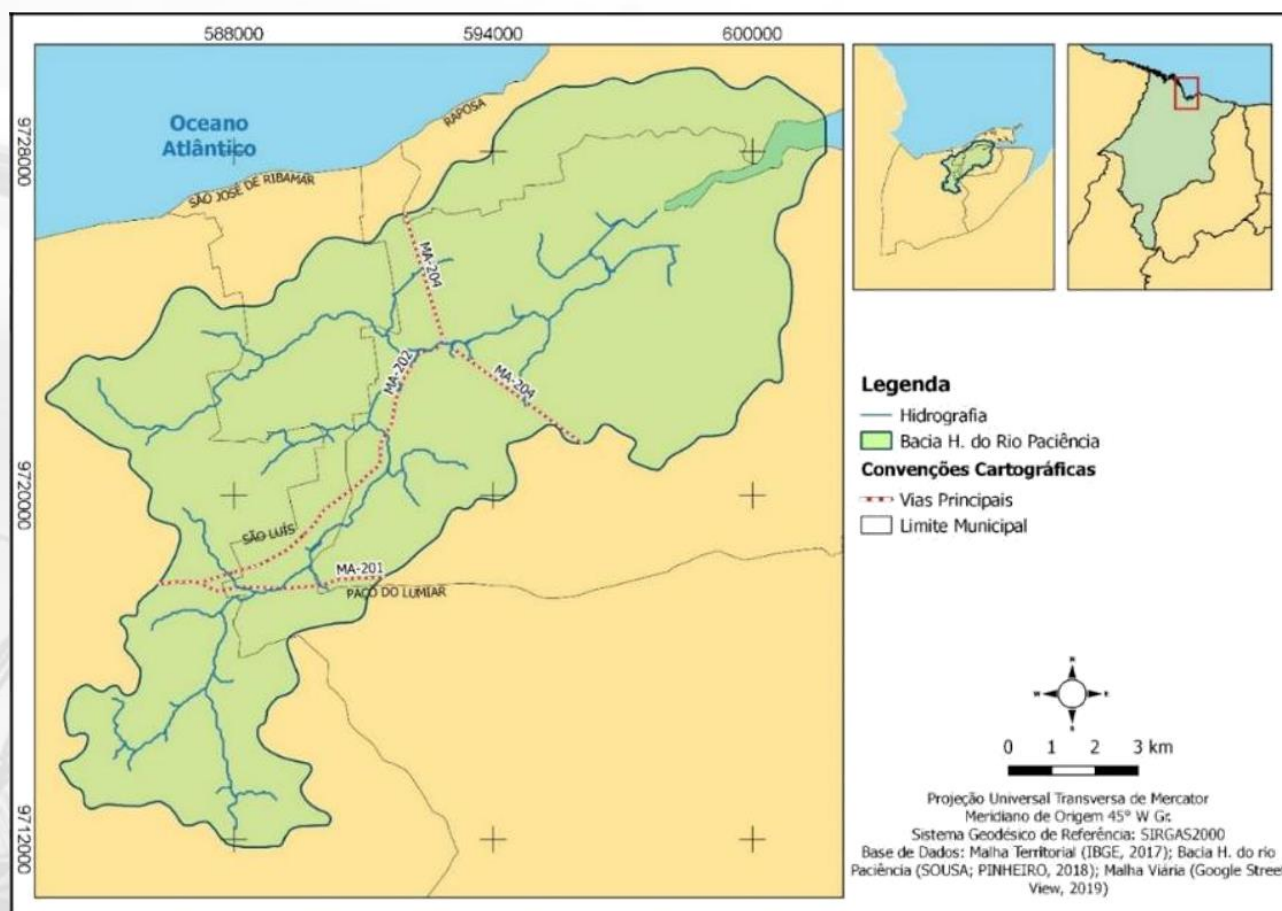 588000
594000
600000
9728000
9720000
9712000
Oceano
Atlântico
RAPOSA
SÃO JOSÉ DE RIBAMAR
MA-204
MA-202
MA-204
SÃO LUÍS
MA-201
PAÇO DO LUMIAR
Legenda
Hidrografia
Bacia H. do Rio Paciência
Convenções Cartográficas
Vias Principais
Limite Municipal
N
W
E
S
0 1 2 3 km
Projeção Universal Transversa de Mercator
Meridiano de Origem 45° W Gr.
Sistema Geodésico de Referência: SIRGAS2000
Base de Dados: Malha Territorial (IBGE, 2017); Bacia H. do rio
Paciência (SOUSA; PINHEIRO, 2018); Malha Viária (Google Street
View, 2019)